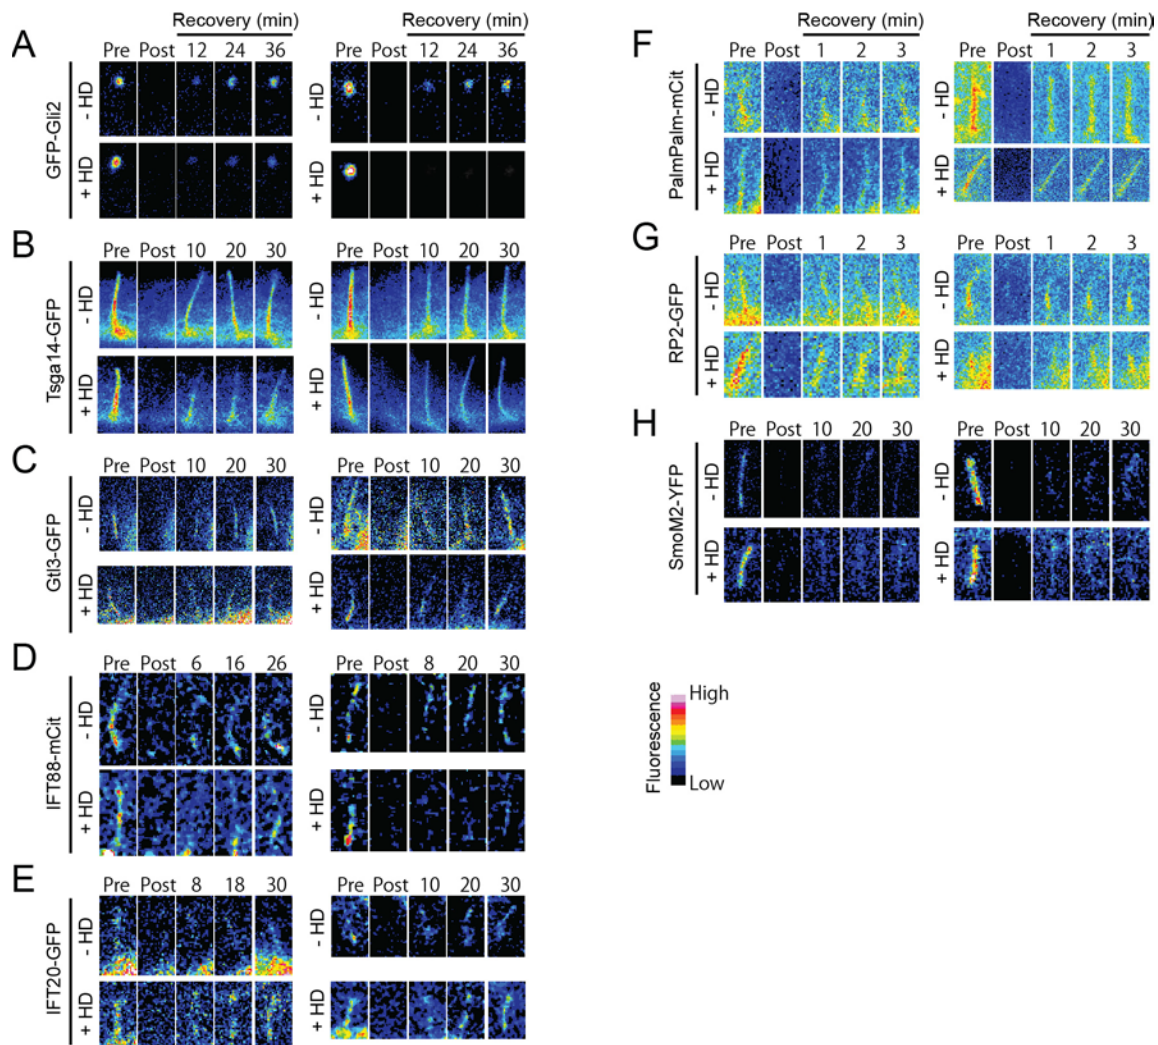 Recovery (min)
Recovery (min)
A
Pre Post 12 24 36
Pre Post 12 24 36
GFP-Gli2
- HD
- HD
+ HD
+ HD
B
Pre Post 10 20 30
Pre Post 10 20 30
Tsga14-GFP
- HD
- HD
+ HD
+ HD
C
Pre Post 10 20 30
Pre Post 10 20 30
Gtl3-GFP
- HD
- HD
+ HD
+ HD
D
Pre Post 6 16 26
Pre Post 8 20 30
IFT88-mCit
- HD
- HD
+ HD
+ HD
E
Pre Post 8 18 30
Pre Post 10 20 30
IFT20-GFP
- HD
- HD
+ HD
+ HD
Recovery (min)
Recovery (min)
F
Pre Post 1 2 3
Pre Post 1 2 3
PalmPalm-mCit
- HD
- HD
+ HD
+ HD
G
Pre Post 1 2 3
Pre Post 1 2 3
RP2-GFP
- HD
- HD
+ HD
+ HD
H
Pre Post 10 20 30
Pre Post 10 20 30
SmoM2-YFP
- HD
- HD
+ HD
+ HD
Fluorescence
High
Low